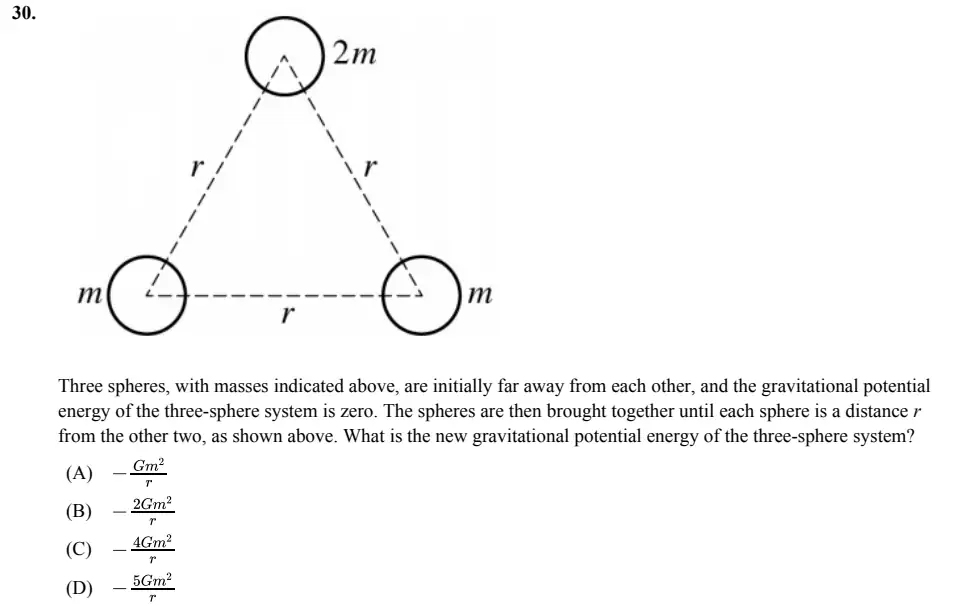 30.
2m
r
r
m
m
r
Three spheres, with masses indicated above, are initially far away from each other, and the gravitational potential
energy of the three-sphere system is zero. The spheres are then brought together until each sphere is a distance r
from the other two, as shown above. What is the new gravitational potential energy of the three-sphere system?
(A) −Gm²/r
(B) −2Gm²/r
(C) −4Gm²/r
(D) −5Gm²/r